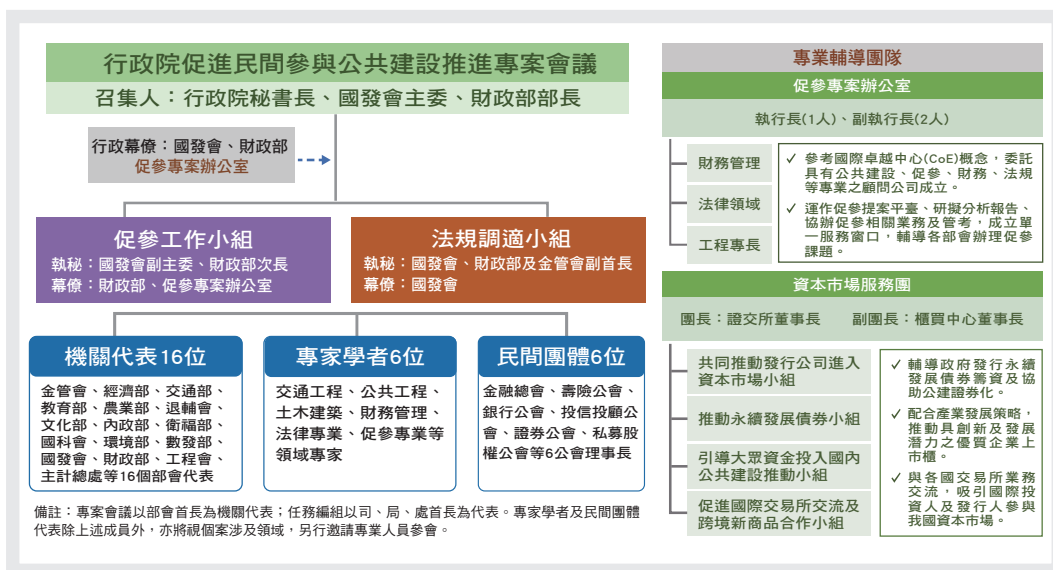 行政院促進民間參與公共建設推進專案會議
召集人：行政院秘書長、國發會主委、財政部部長
行政幕僚：國發會、財政部
促參專案辦公室
促參工作小組
執秘：國發會副主委、財政部次長
幕僚：財政部、促參專案辦公室
法規調適小組
執秘：國發會、財政部及金管會副首長
幕僚：國發會
機關代表16位
金管會、經濟部、交通部、
教育部、農業部、退輔會、
文化部、內政部、衛福部、
國科會、環境部、數發部、
國發會、財政部、工程會、
主計總處等16個部會代表
專家學者6位
交通工程、公共工程、
土木建築、財務管理、
法律專業、促參專業等
領域專家
民間團體6位
金融總會、壽險公會、
銀行公會、投信投顧公
會、證券公會、私募股
權公會等6公會理事長
備註：專案會議以部會首長為機關代表；任務編組以司、局、處首長為代表。專家學者及民間團體
代表除上述成員外，亦將視個案涉及領域，另行邀請專業人員參會。
專業輔導團隊
促參專案辦公室
執行長(1人)、副執行長(2人)
財務管理
法律領域
工程專長
✓ 參考國際卓越中心(CoE)概念，委託
具有公共建設、促參、財務、法規
等專業之顧問公司成立。
✓ 運作促參提案平臺、研擬分析報告、
協辦促參相關業務及管考，成立單
一服務窗口，輔導各部會辦理促參
課題。
資本市場服務團
團長：證交所董事長 副團長：櫃買中心董事長
共同推動發行公司進入
資本市場小組
推動永續發展債券小組
引導大眾資金投入國內
公共建設推動小組
促進國際交易所交流及
跨境新商品合作小組
✓ 輔導政府發行永續
發展債券籌資及協
助公建證券化。
✓ 配合產業發展策略，
推動具創新及發展
潛力之優質企業上
市櫃。
✓ 與各國交易所業務
交流，吸引國際投
資人及發行人參與
我國資本市場。